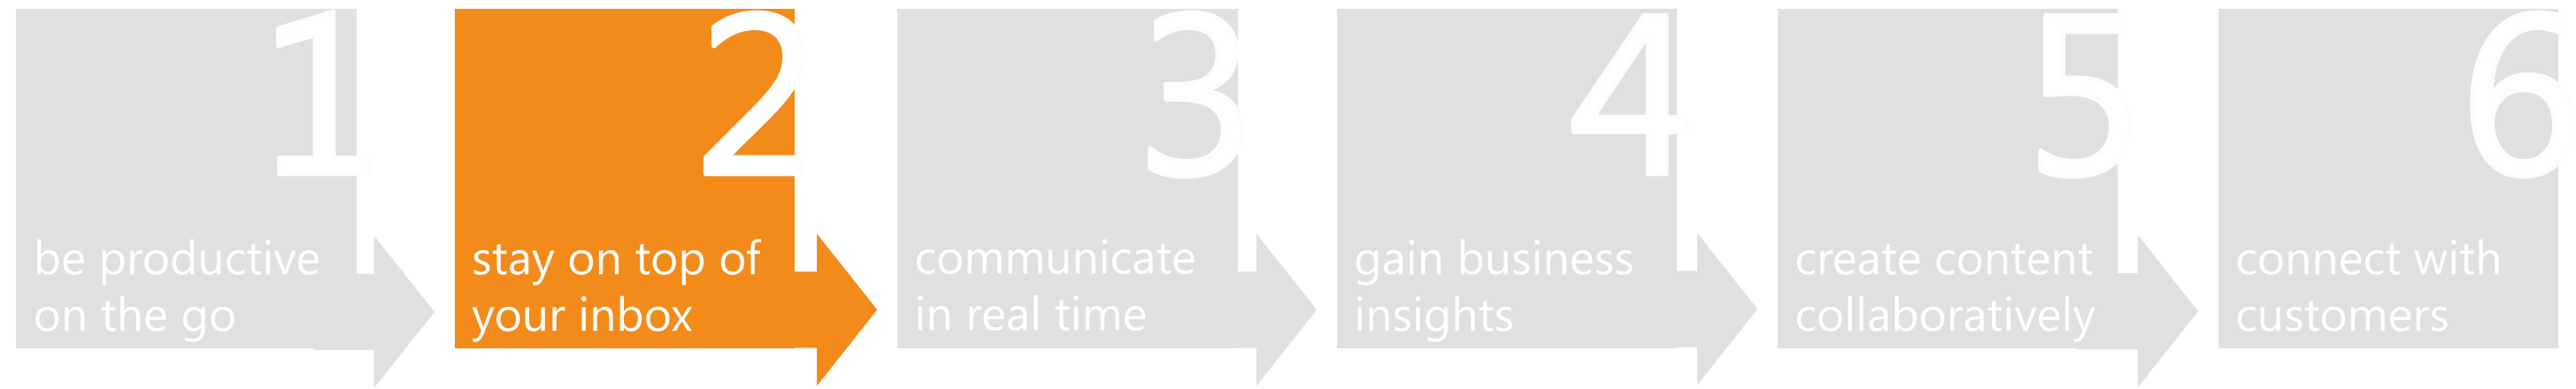 1
be productive
on the go
2
stay on top of
your inbox
3
communicate
in real time
4
gain business
insights
5
create content
collaboratively
6
connect with
customers